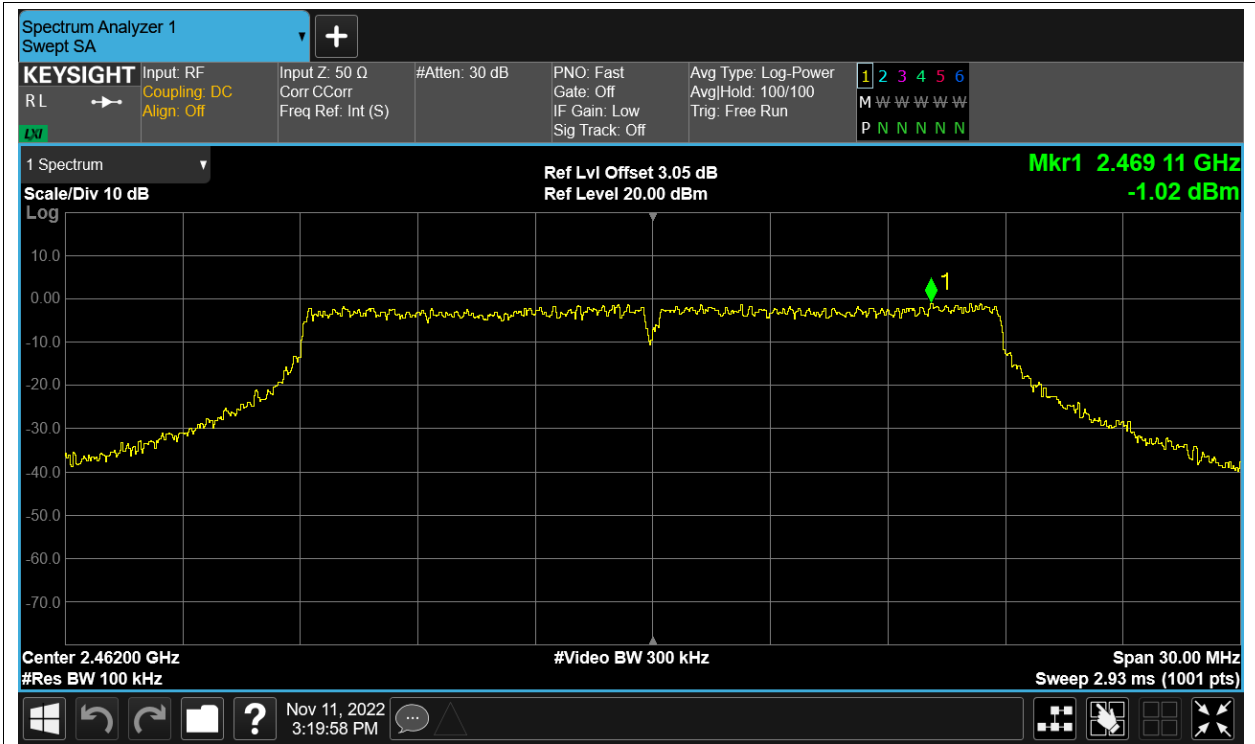 Spectrum Analyzer 1
Swept SA
KEYSIGHT
RL
LXI
Input: RF
Coupling: DC
Align: Off
Input Z: 50 Ω
Corr CCorr
Freq Ref: Int (S)
#Atten: 30 dB
PNO: Fast
Gate: Off
IF Gain: Low
Sig Track: Off
Avg Type: Log-Power
Avg|Hold: 100/100
Trig: Free Run
1 2 3 4 5 6
M W W W W W
P N N N N N
1 Spectrum
Scale/Div 10 dB
Log
Ref Lvl Offset 3.05 dB
Ref Level 20.00 dBm
Mkr1 2.469 11 GHz
-1.02 dBm
10.0
0.00
-10.0
-20.0
-30.0
-40.0
-50.0
-60.0
-70.0
1
Center 2.46200 GHz
#Res BW 100 kHz
#Video BW 300 kHz
Span 30.00 MHz
Sweep 2.93 ms (1001 pts)
?
Nov 11, 2022
3:19:58 PM